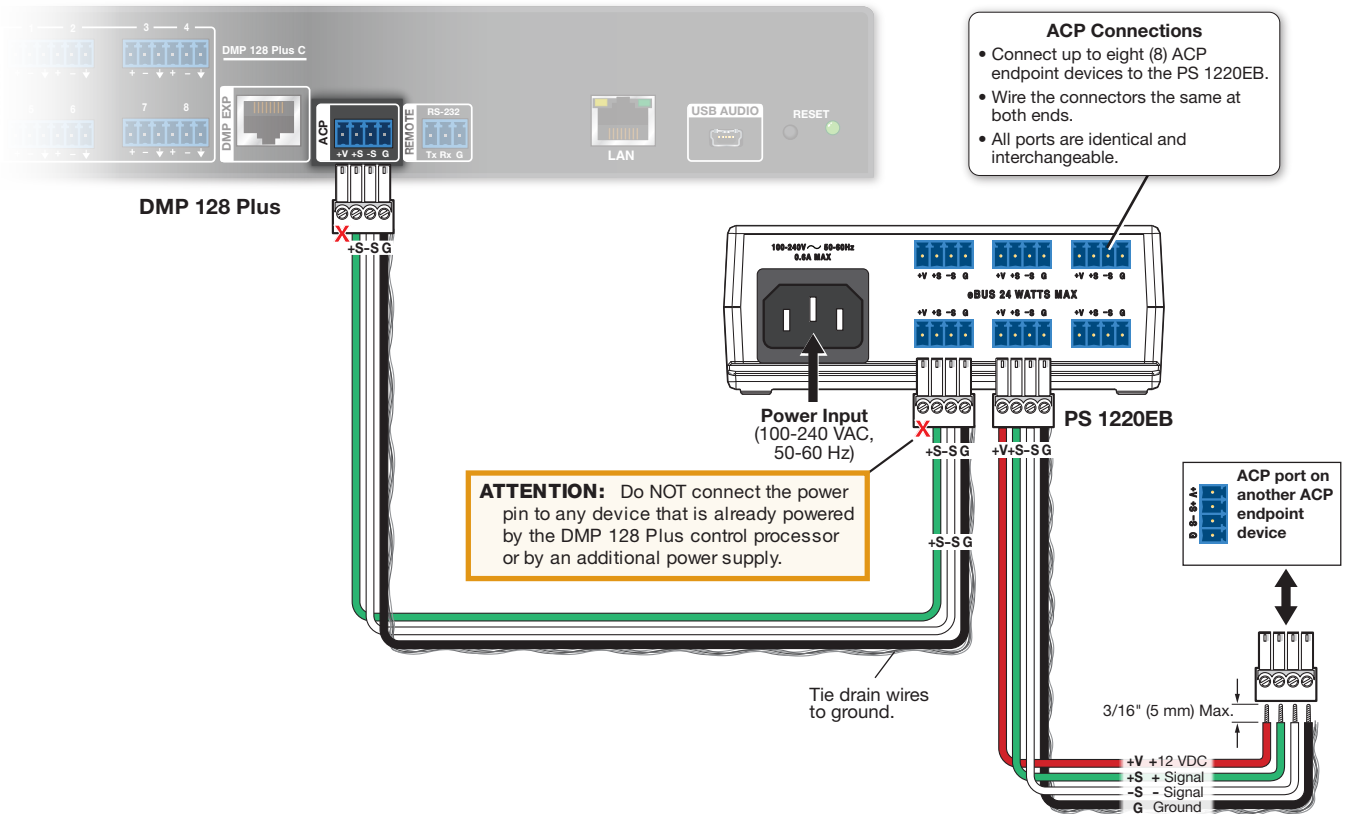 1 2 3 4
DMP 128 Plus C
+ – + –
5 6 7 8
+ – + –
DMP EXP
ACP
+V +S -S G
REMOTE
RS-232
Tx Rx G
LAN
USB AUDIO
RESET
DMP 128 Plus
X
+S-S G
ACP Connections
• Connect up to eight (8) ACP
endpoint devices to the PS 1220EB.
• Wire the connectors the same at
both ends.
• All ports are identical and
interchangeable.
100-240V～ 50-60Hz
0.6A MAX
+V +S -S G +V +S -S G +V +S -S G
eBUS 24 WATTS MAX
+V +S -S G +V +S -S G +V +S -S G
Power Input
(100-240 VAC,
50-60 Hz)
PS 1220EB
X
+S-S G
+V+S-S G
ATTENTION: Do NOT connect the power
pin to any device that is already powered
by the DMP 128 Plus control processor
or by an additional power supply.
+S-S G
ACP port on
another ACP
endpoint
device
G S- S+ A+
Tie drain wires
to ground.
3/16" (5 mm) Max.
+V +12 VDC
+S + Signal
-S - Signal
G Ground